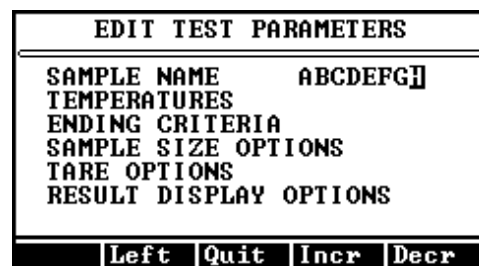 EDIT TEST PARAMETERS
SAMPLE NAME ABCDEFGH
TEMPERATURES
ENDING CRITERIA
SAMPLE SIZE OPTIONS
TARE OPTIONS
RESULT DISPLAY OPTIONS
Left Quit Incr Decr